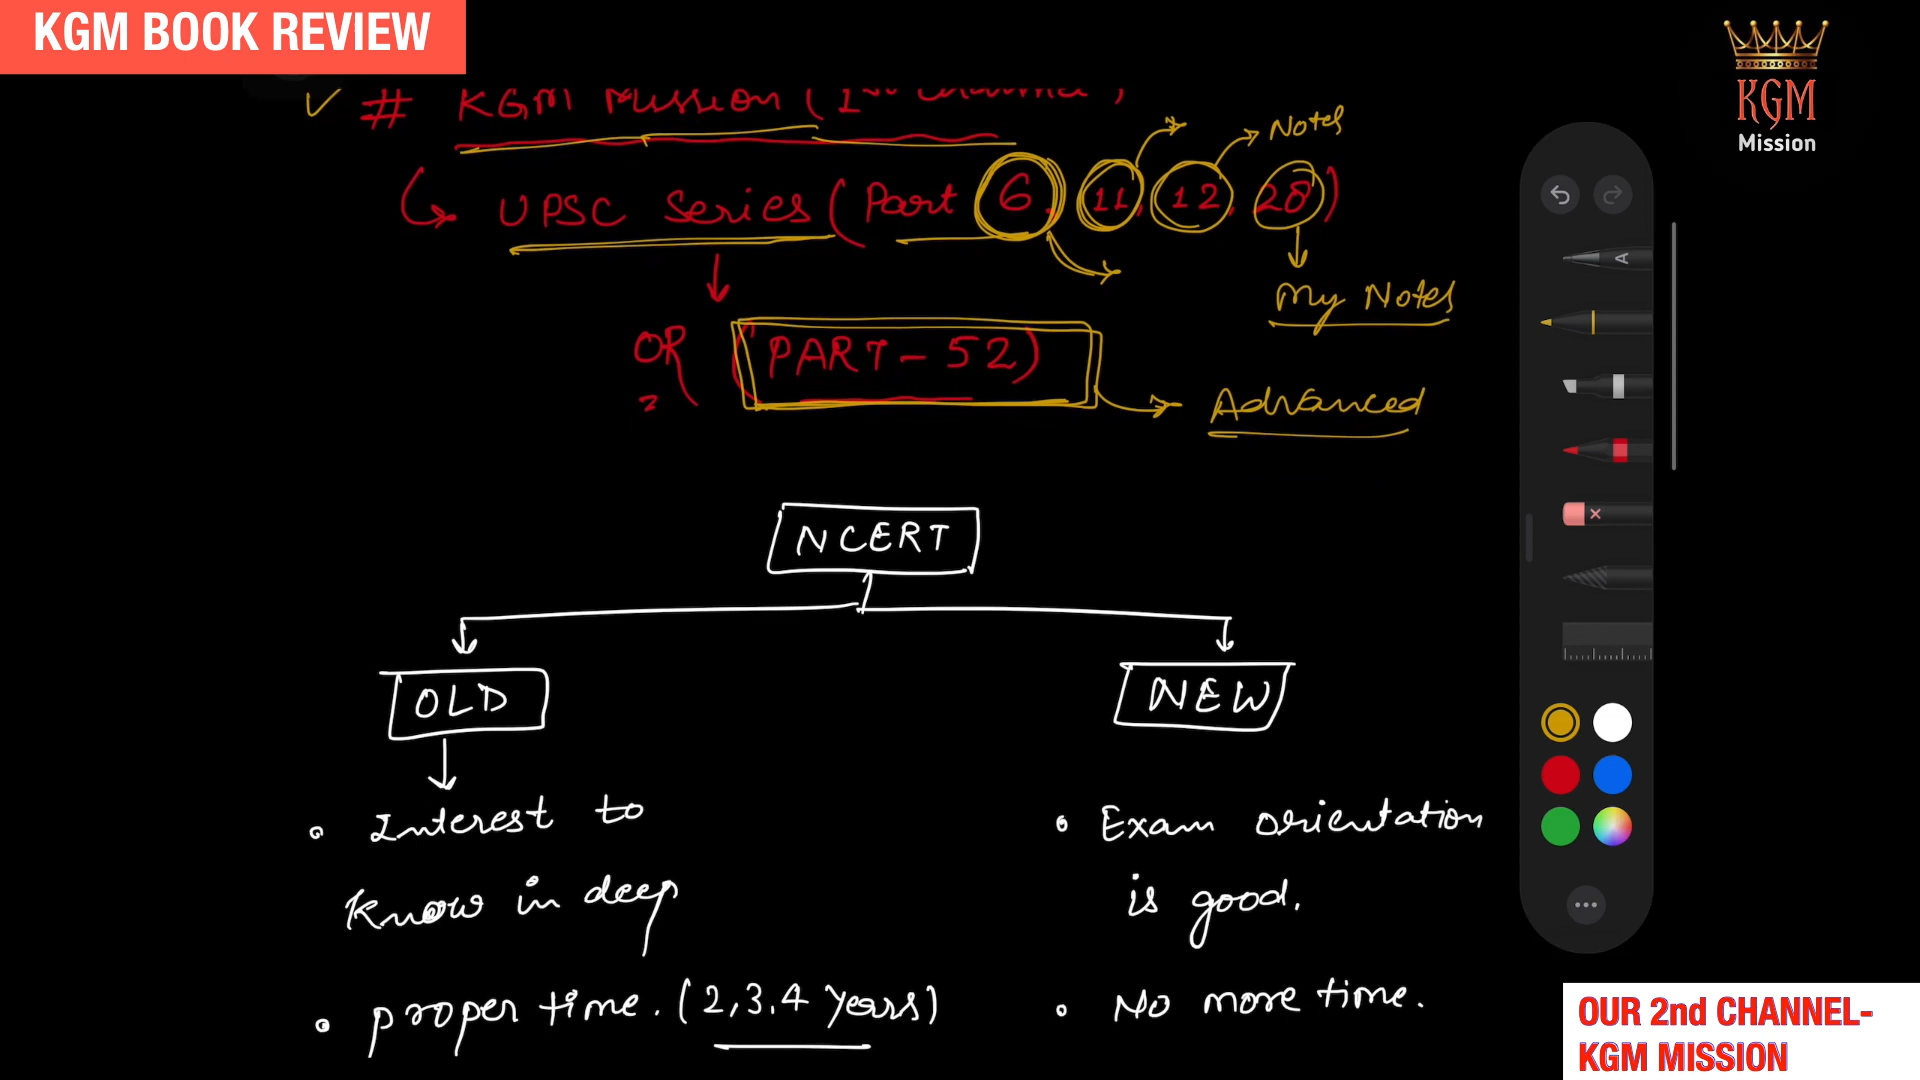 KGM BOOK REVIEW
KGM
Mission
# KGM Mission (1st Channel)
Notes
UPSC Series (Part 6, 11, 12, 28)
My Notes
OR (PART-52)
Advanced
NCERT
OLD
NEW
• Interest to
know in deep
• proper time. (2,3,4 years)
• Exam orientation
is good.
• No more time.
A
OUR 2nd CHANNEL-
KGM MISSION